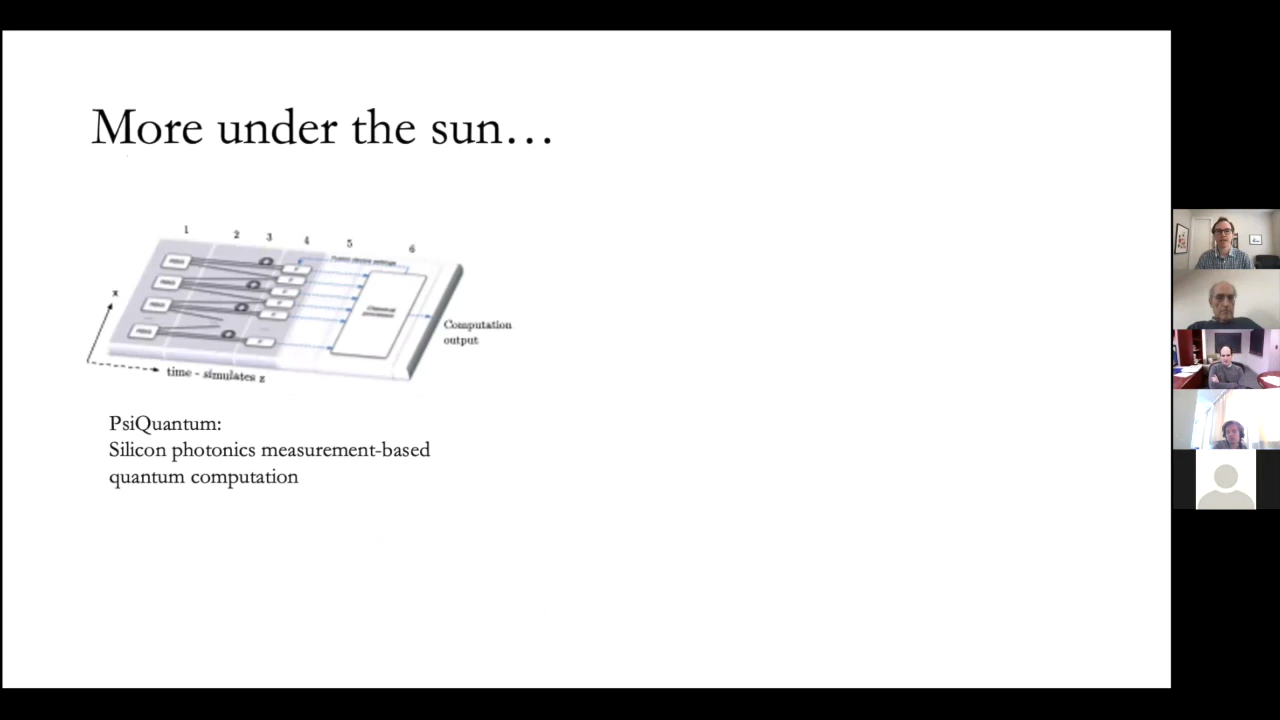 More under the sun…
1 2 3 4 5 6
x
Computation
output
time - simulates z
PsiQuantum:
Silicon photonics measurement-based
quantum computation